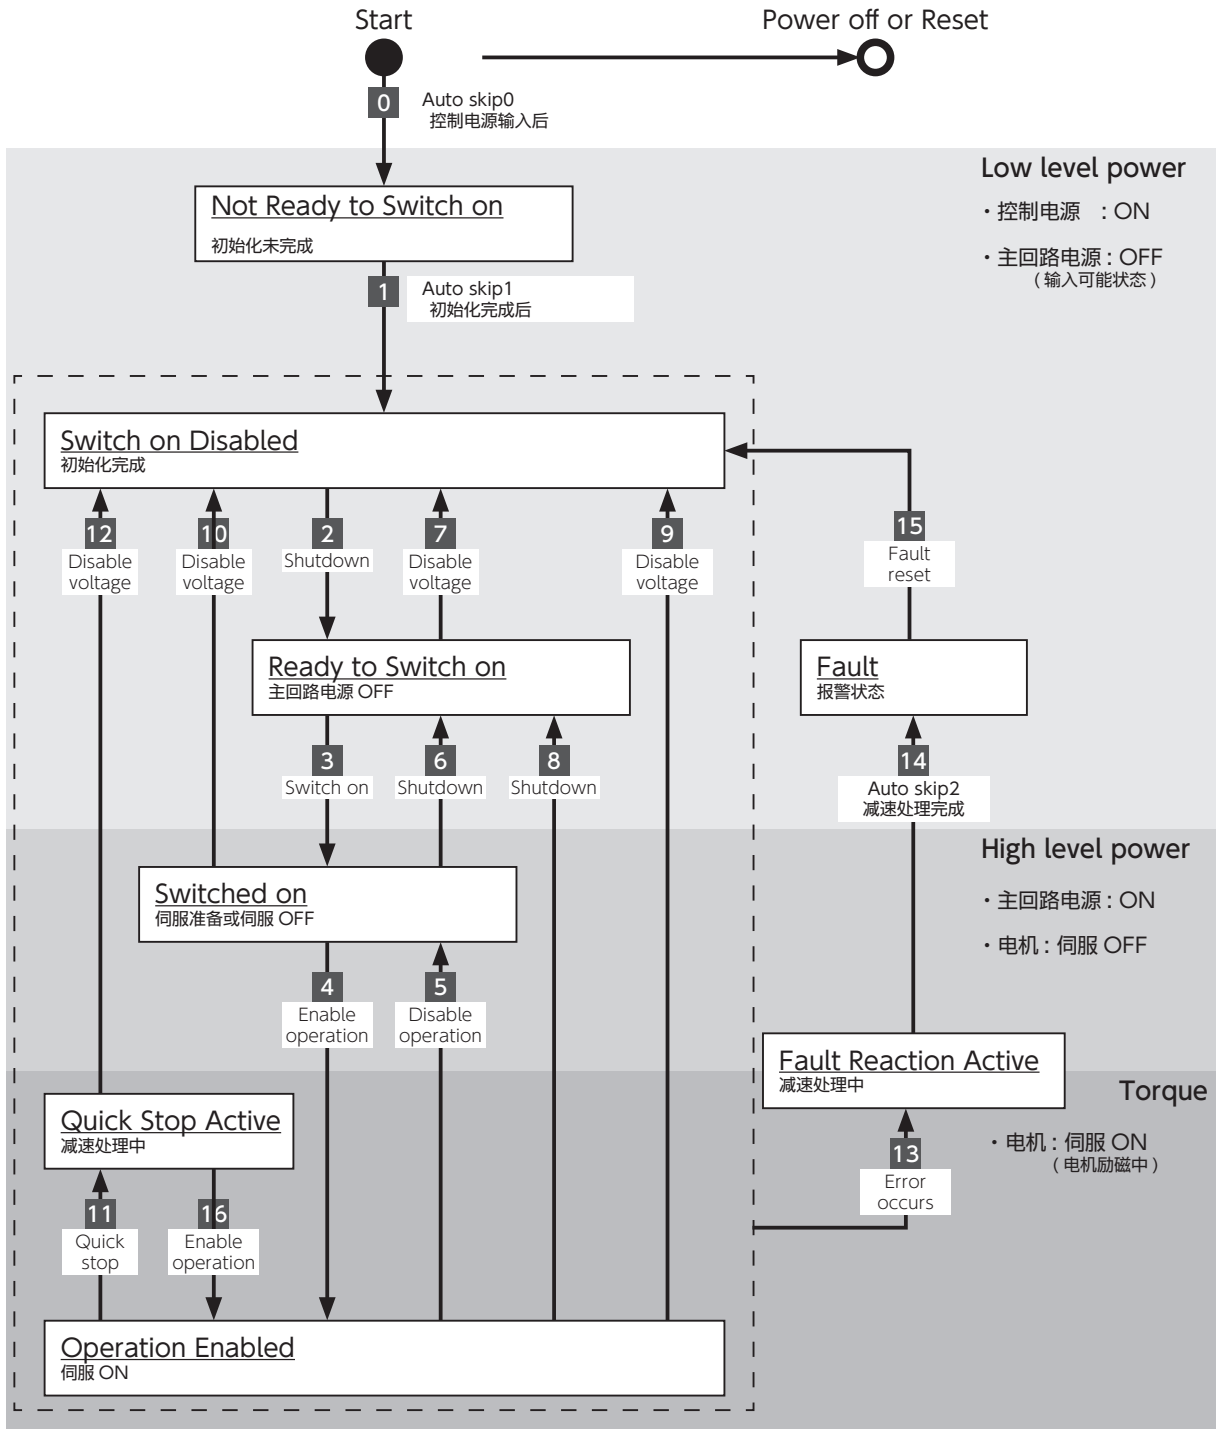 Start
Power off or Reset
0
Auto skip0
控制电源输入后
Low level power
・控制电源 : ON
・主回路电源 : OFF
（输入可能状态）
Not Ready to Switch on
初始化未完成
1
Auto skip1
初始化完成后
Switch on Disabled
初始化完成
12
Disable
voltage
10
Disable
voltage
2
Shutdown
7
Disable
voltage
9
Disable
voltage
15
Fault
reset
Ready to Switch on
主回路电源 OFF
Fault
报警状态
3
Switch on
6
Shutdown
8
Shutdown
14
Auto skip2
减速处理完成
High level power
・主回路电源 : ON
・电机 : 伺服 OFF
Switched on
伺服准备或伺服 OFF
4
Enable
operation
5
Disable
operation
Fault Reaction Active
减速处理中
Torque
・电机 : 伺服 ON
（电机励磁中）
Quick Stop Active
减速处理中
13
Error
occurs
11
Quick
stop
16
Enable
operation
Operation Enabled
伺服 ON